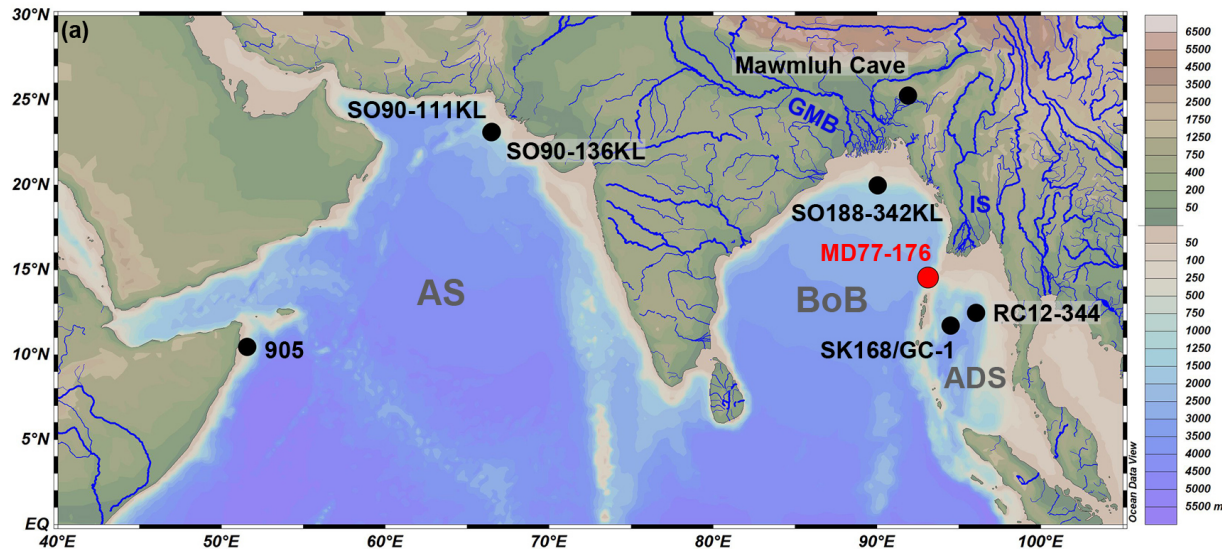 (a)
30°N
25°N
20°N
15°N
10°N
5°N
EQ
40°E
50°E
60°E
70°E
80°E
90°E
100°E
Mawmluh Cave
SO90-111KL
GMB
SO90-136KL
SO188-342KL
IS
MD77-176
AS
BoB
RC12-344
SK168/GC-1
905
ADS
Ocean Data View
6500
5500
4500
3500
2500
1750
750
400
200
50
50
100
250
500
750
1000
1250
1500
2000
2500
3000
3500
4000
4500
5000
5500 m